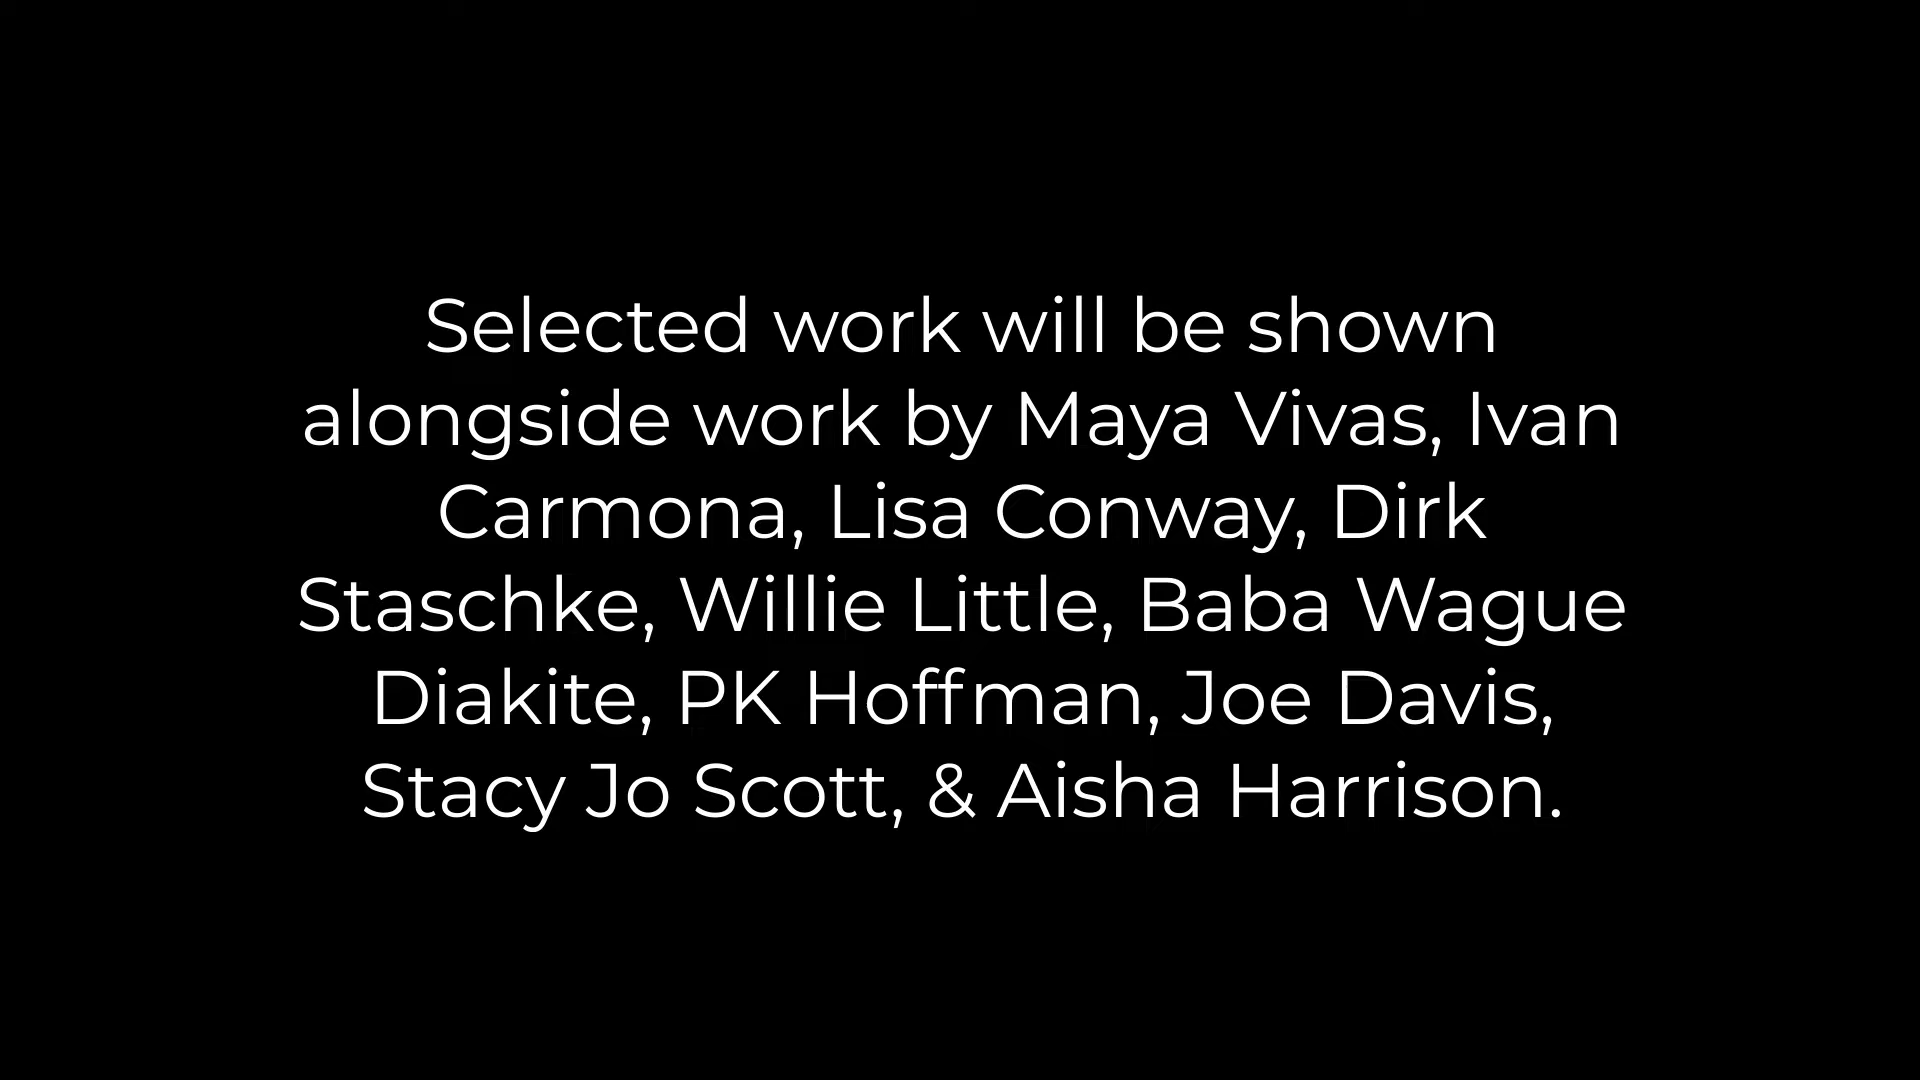 Selected work will be shown
alongside work by Maya Vivas, Ivan
Carmona, Lisa Conway, Dirk
Staschke, Willie Little, Baba Wague
Diakite, PK Hoffman, Joe Davis,
Stacy Jo Scott, & Aisha Harrison.